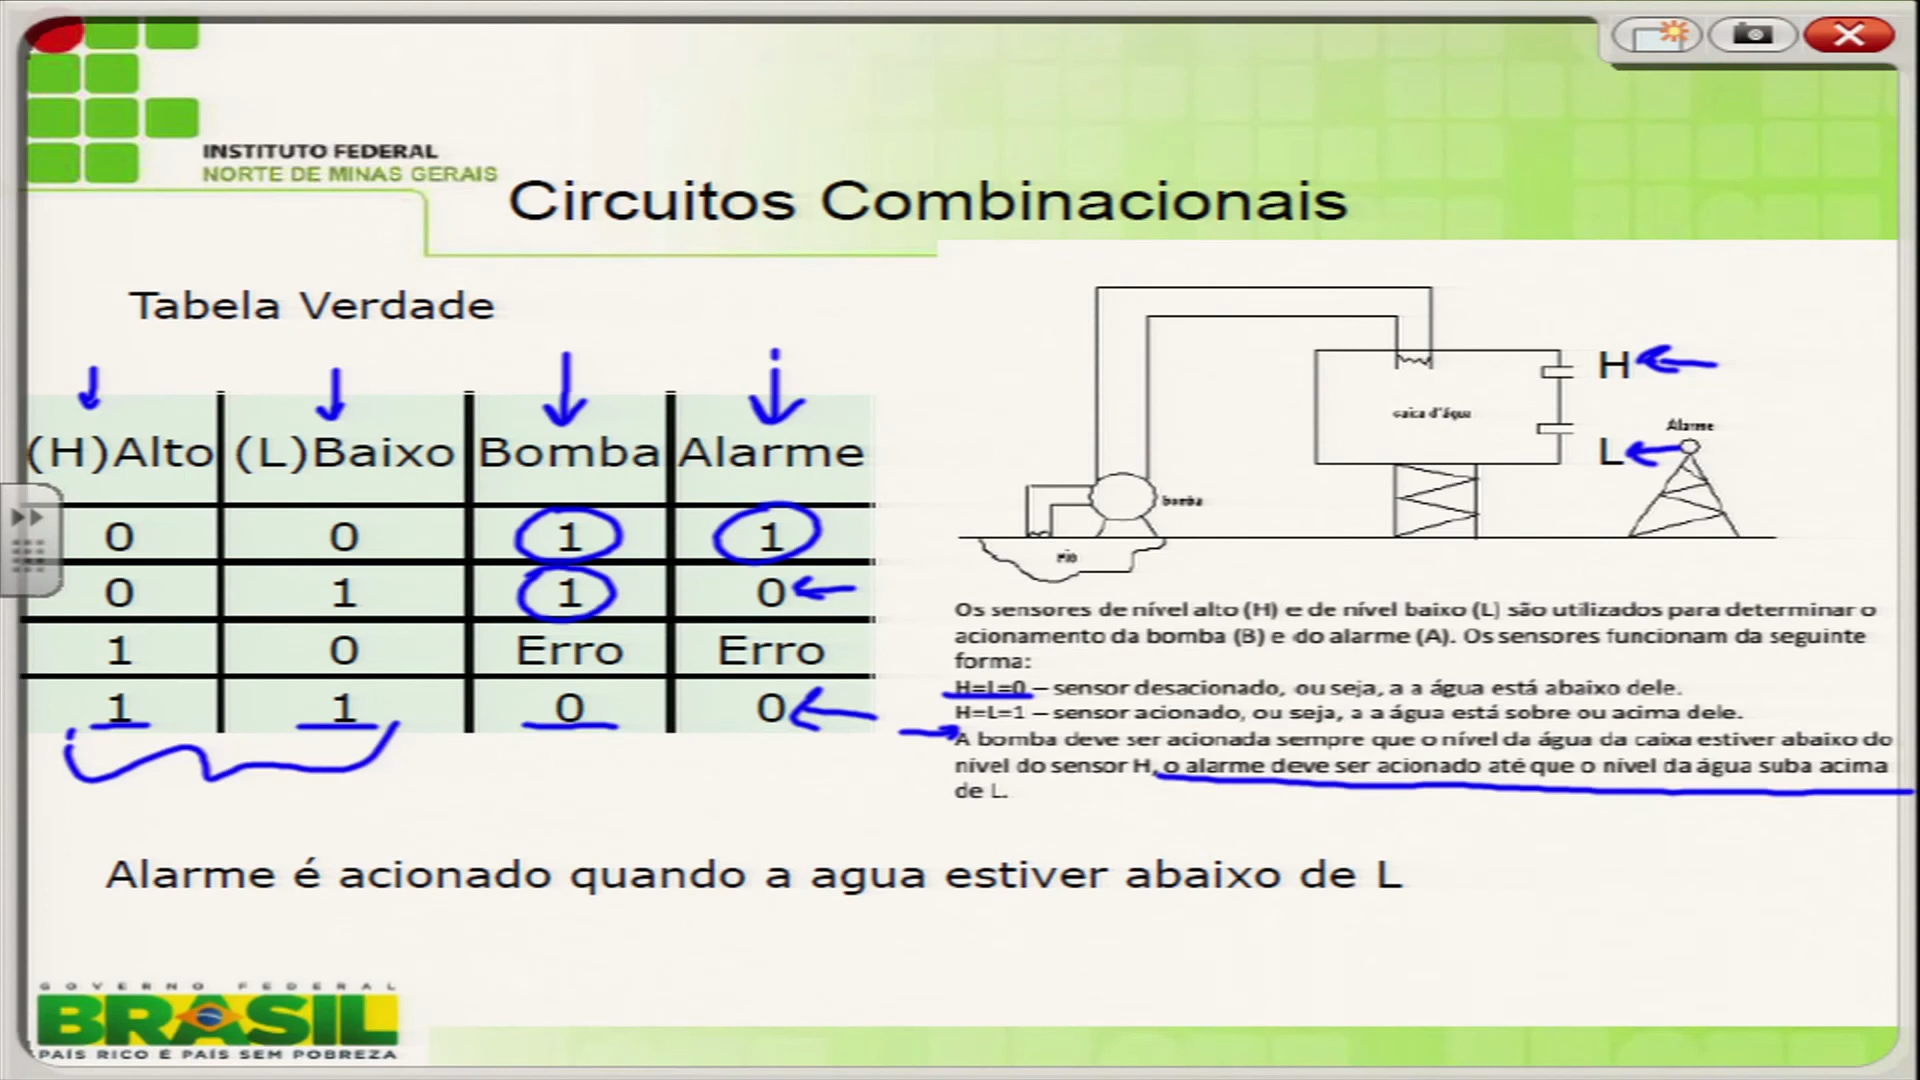 INSTITUTO FEDERAL
NORTE DE MINAS GERAIS
Circuitos Combinacionais
Tabela Verdade
(H)Alto (L)Baixo Bomba Alarme
0 0 1 1
0 1 1 0
1 0 Erro Erro
1 1 0 0
H
caixa d'água
L
Alarme
bomba
rio
Os sensores de nível alto (H) e de nível baixo (L) são utilizados para determinar o
acionamento da bomba (B) e do alarme (A). Os sensores funcionam da seguinte
forma:
H=L=0 – sensor desacionado, ou seja, a a água está abaixo dele.
H=L=1 – sensor acionado, ou seja, a a água está sobre ou acima dele.
A bomba deve ser acionada sempre que o nível da água da caixa estiver abaixo do
nível do sensor H, o alarme deve ser acionado até que o nível da água suba acima
de L.
Alarme é acionado quando a agua estiver abaixo de L
GOVERNO FEDERAL
BRASIL
PAÍS RICO É PAÍS SEM POBREZA